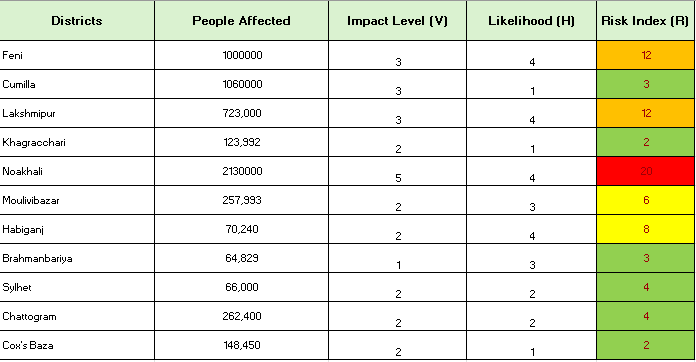 Districts People Affected Impact Level (V) Likelihood (H) Risk Index (R)
Feni 1000000 3 4 12
Cumilla 1060000 3 1 3
Lakshmipur 723,000 3 4 12
Khagracchari 123,992 2 1 2
Noakhali 2130000 5 4 20
Moulivibazar 257,993 2 3 6
Habiganj 70,240 2 4 8
Brahmanbariya 64,829 1 3 3
Sylhet 66,000 2 2 4
Chattogram 262,400 2 2 4
Cox's Baza 148,450 2 1 2